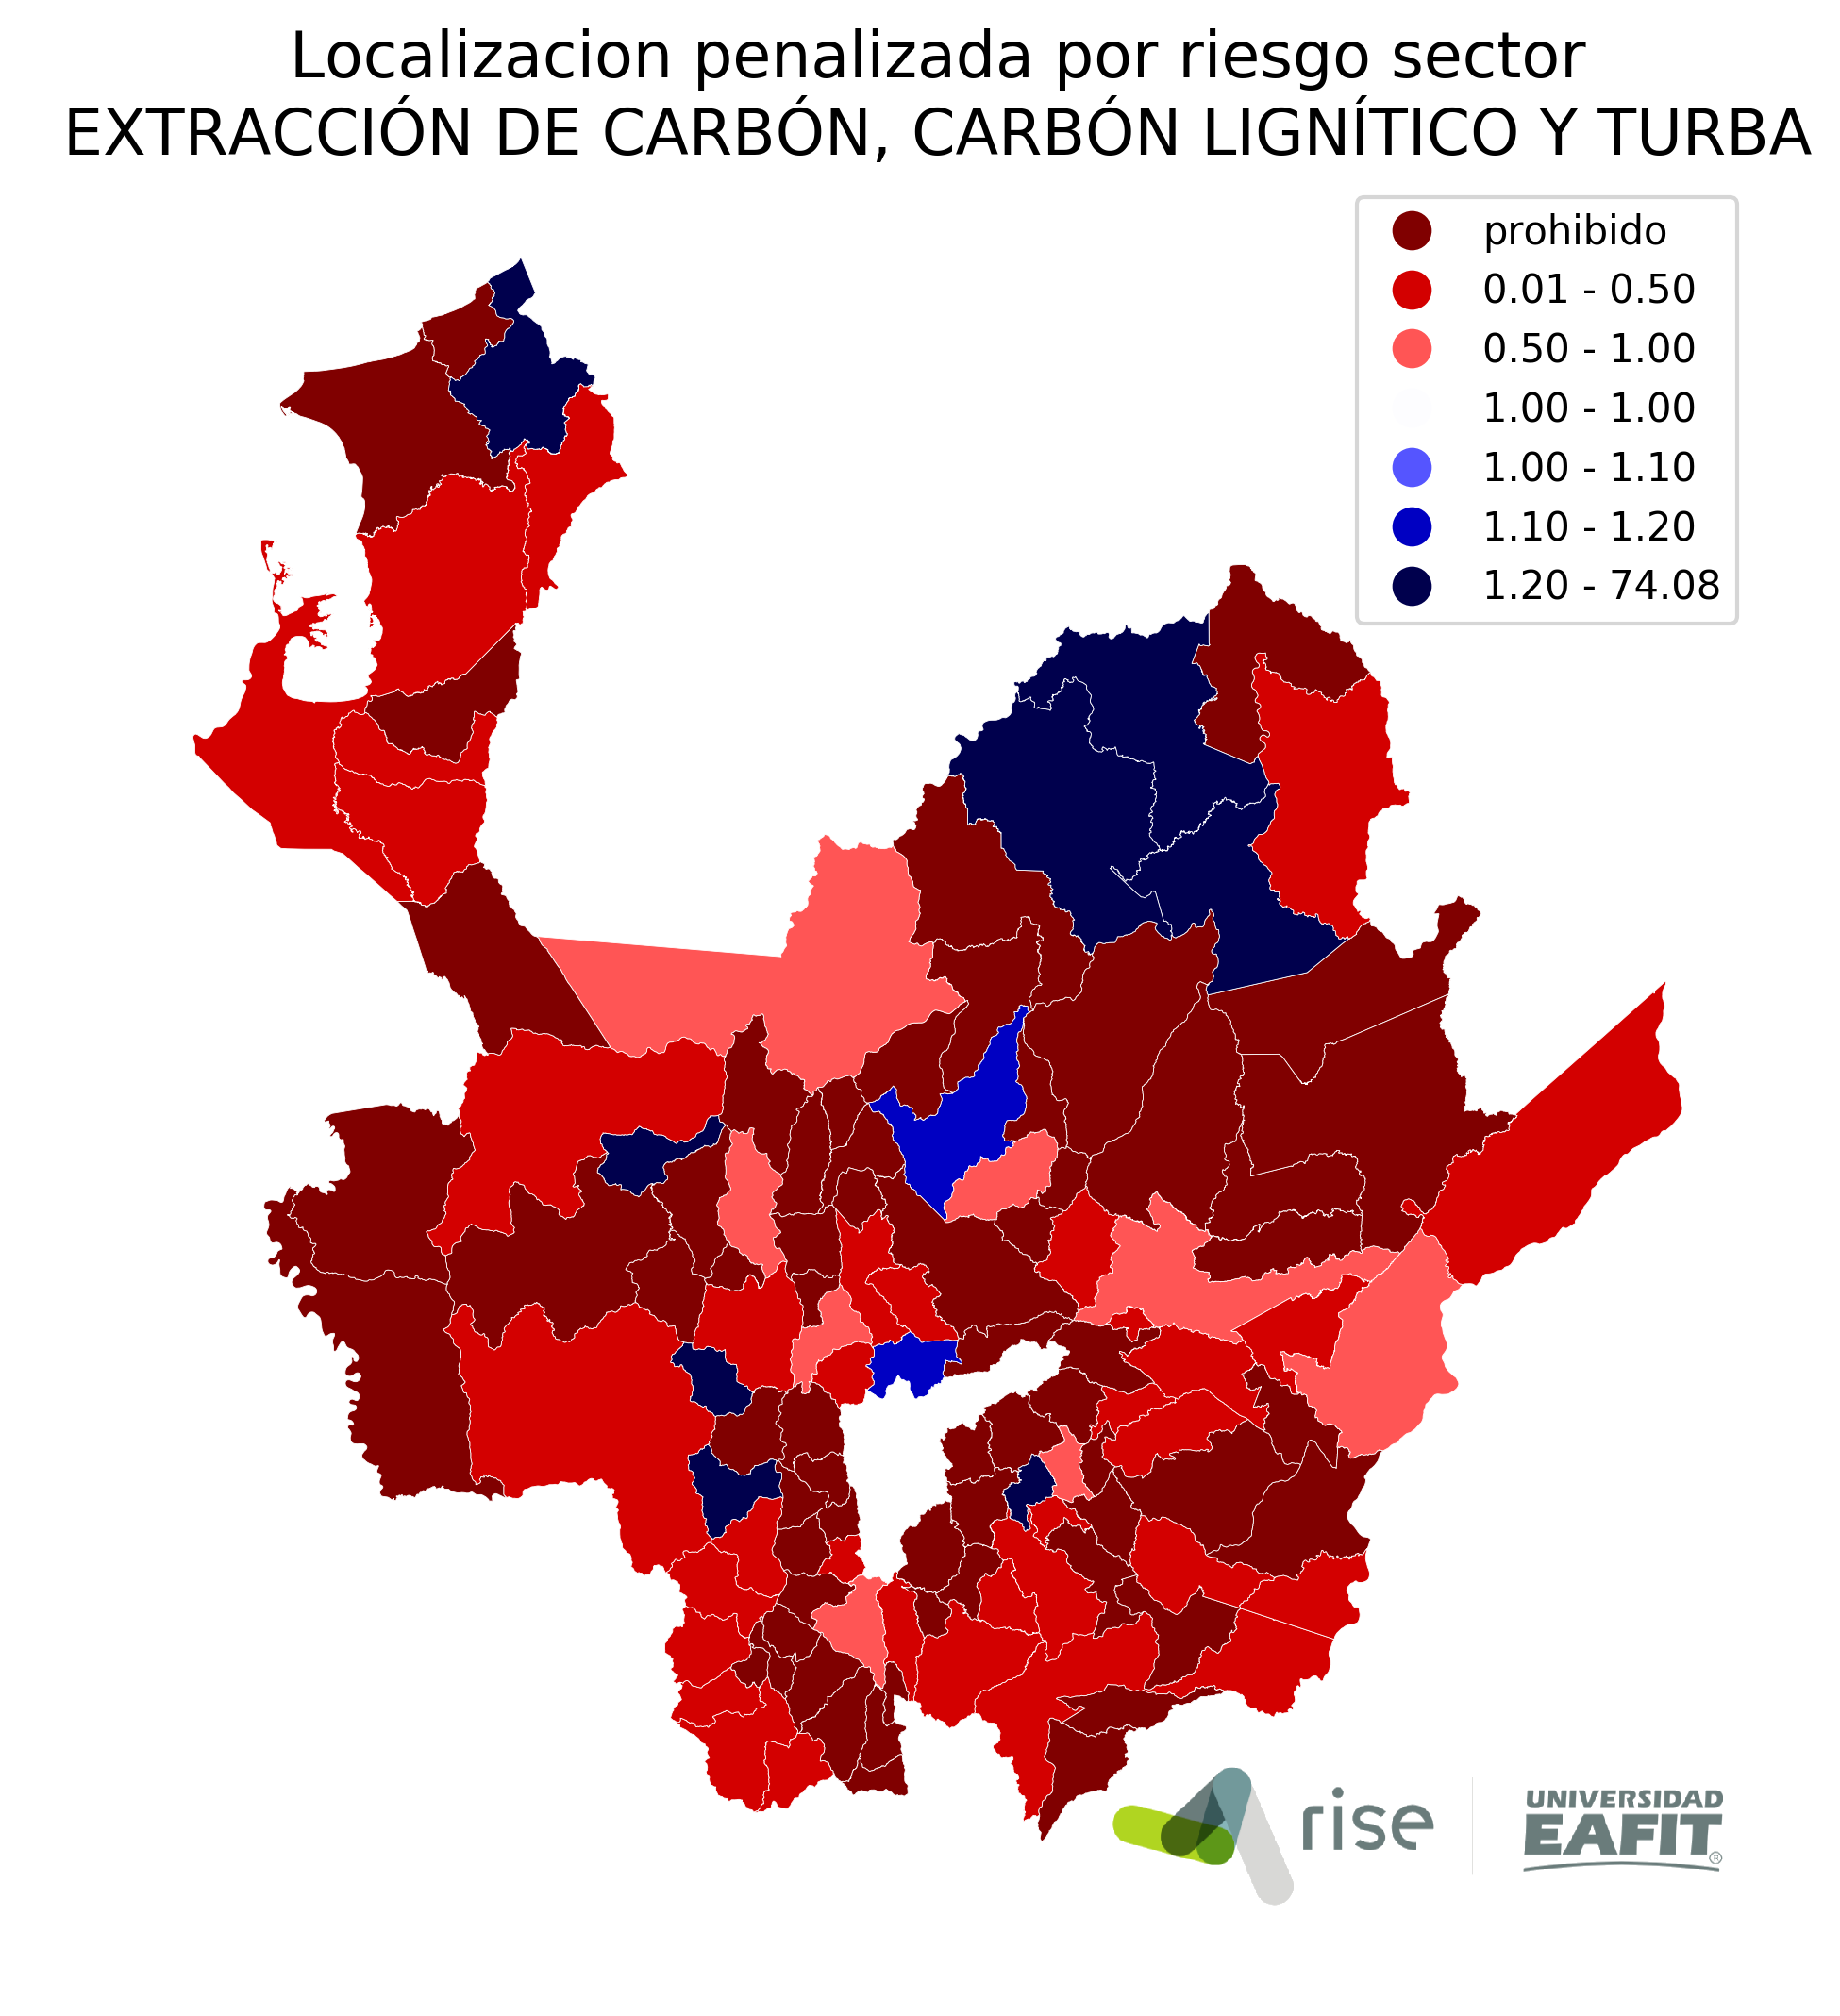 Localizacion penalizada por riesgo sector
EXTRACCIÓN DE CARBÓN, CARBÓN LIGNÍTICO Y TURBA
prohibido
0.01 - 0.50
0.50 - 1.00
1.00 - 1.00
1.00 - 1.10
1.10 - 1.20
1.20 - 74.08
rise
UNIVERSIDAD
EAFIT®